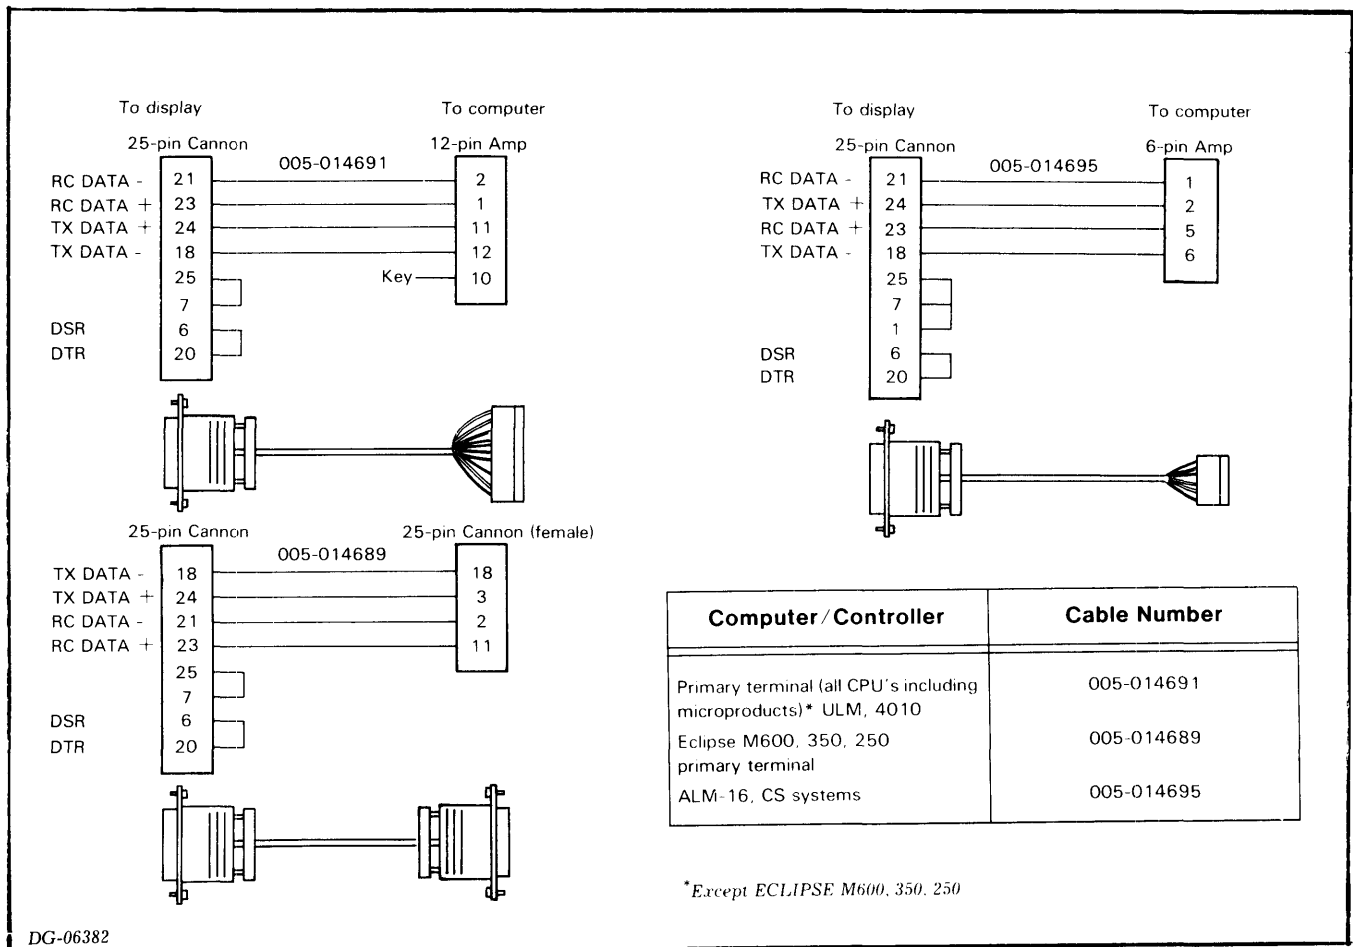 To display To computer
25-pin Cannon 005-014691 12-pin Amp
RC DATA - 21 2
RC DATA + 23 1
TX DATA + 24 11
TX DATA - 18 12
25 Key 10
7
DSR 6
DTR 20
25-pin Cannon 005-014689 25-pin Cannon (female)
TX DATA - 18 18
TX DATA + 24 3
RC DATA - 21 2
RC DATA + 23 11
25
7
DSR 6
DTR 20
To display To computer
25-pin Cannon 005-014695 6-pin Amp
RC DATA - 21 1
TX DATA + 24 2
RC DATA + 23 5
TX DATA - 18 6
25
7
1
DSR 6
DTR 20
Computer/Controller Cable Number
Primary terminal (all CPU's including 005-014691
microproducts)* ULM, 4010
Eclipse M600, 350, 250 005-014689
primary terminal
ALM-16, CS systems 005-014695
*Except ECLIPSE M600, 350, 250
DG-06382